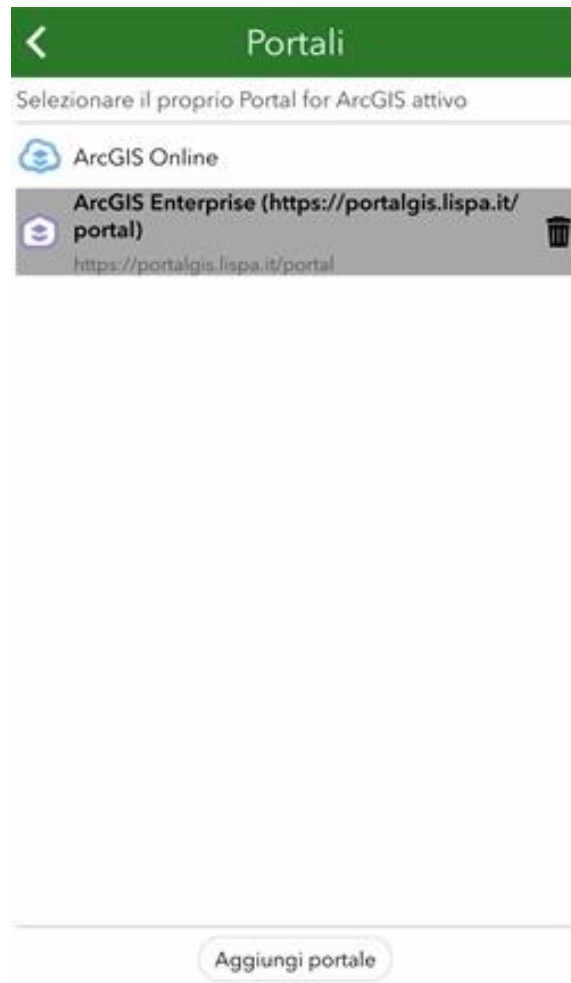 Portali
Selezionare il proprio Portal for ArcGIS attivo
ArcGIS Online
ArcGIS Enterprise (https://portalgis.lispa.it/
portal)
https://portalgis.lispa.it/portal
Aggiungi portale